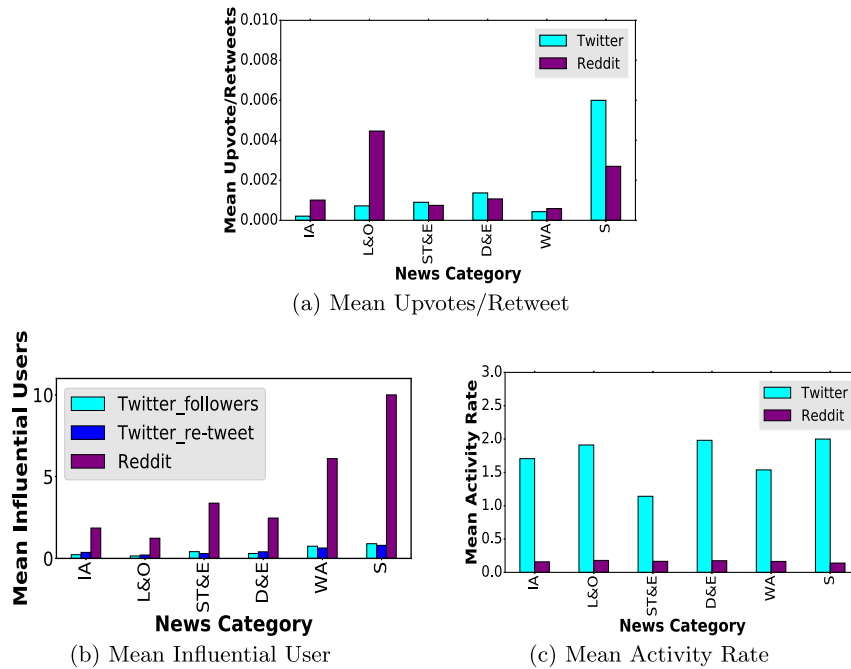 0.010
0.008
0.006
0.004
0.002
0.000
Mean Upvote/Retweets
Twitter
Reddit
IA
L&O
ST&E
D&E
WA
S
News Category
(a) Mean Upvotes/Retweet
10
5
0
Mean Influential Users
Twitter_followers
Twitter_re-tweet
Reddit
IA
L&O
ST&E
D&E
WA
S
News Category
(b) Mean Influential User
3.0
2.5
2.0
1.5
1.0
0.5
0.0
Mean Activity Rate
Twitter
Reddit
IA
L&O
ST&E
D&E
WA
S
News Category
(c) Mean Activity Rate